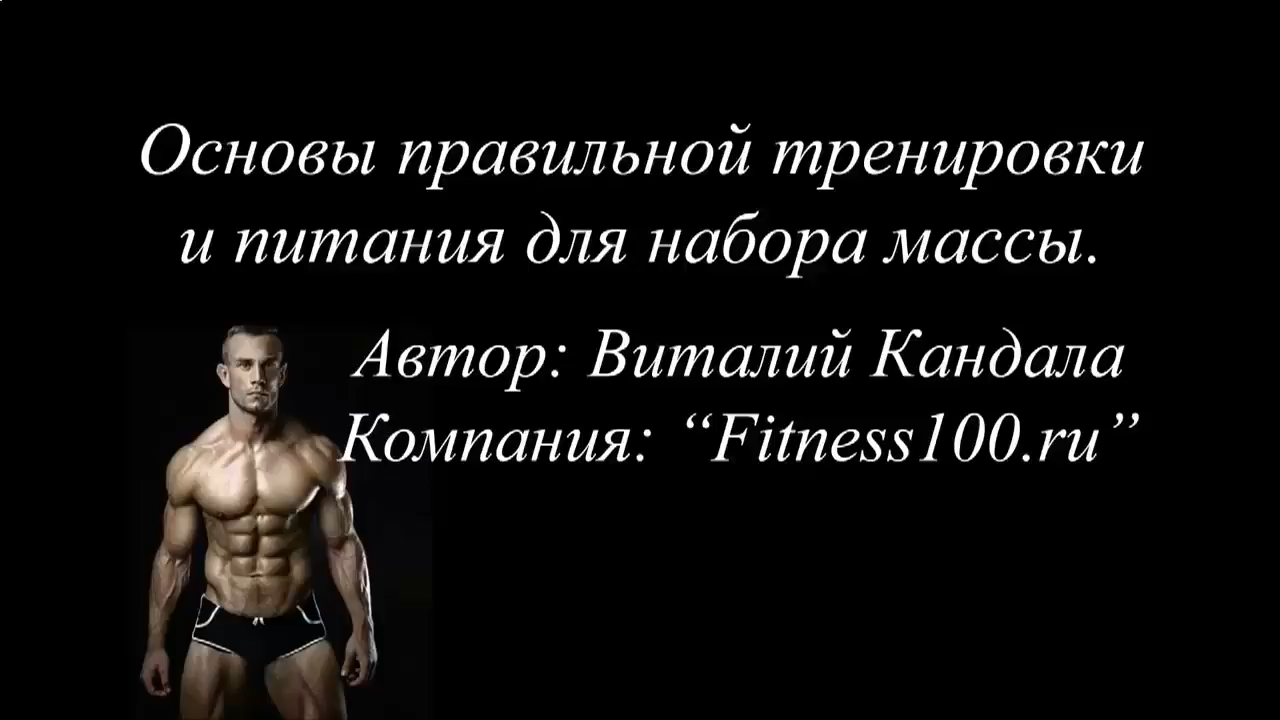 Основы правильной тренировки
и питания для набора массы.
Автор: Виталий Кандала
Компания: “Fitness100.ru”